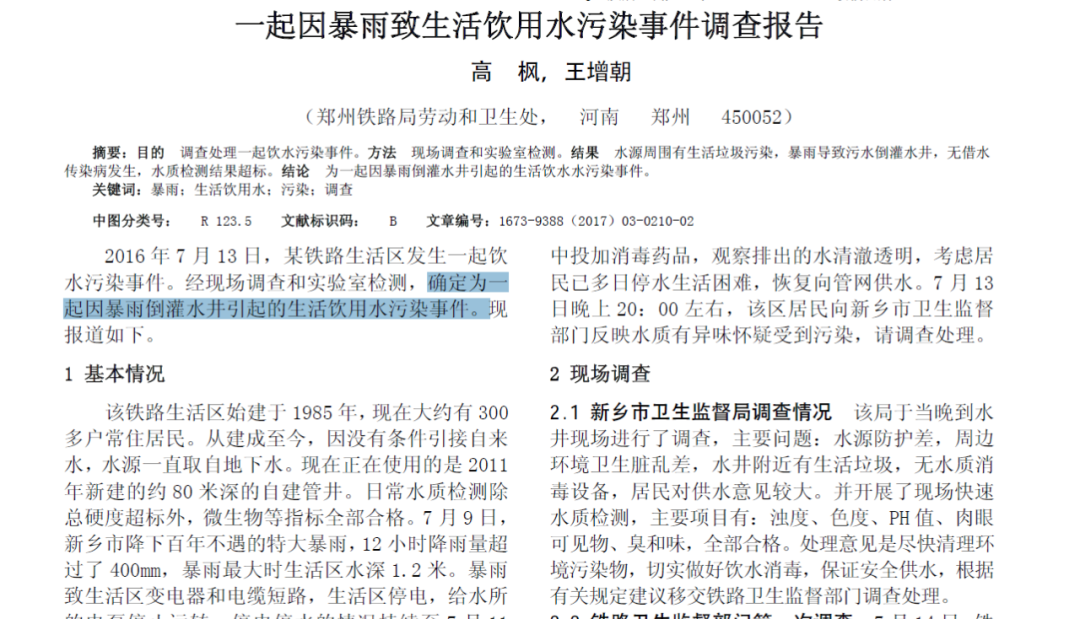 一起因暴雨致生活饮用水污染事件调查报告
高　枫，王增朝
（郑州铁路局劳动和卫生处，　河南　郑州　450052）
摘要：目的　调查处理一起饮水污染事件。方法　现场调查和实验室检测。结果　水源周围有生活垃圾污染，暴雨导致污水倒灌水井，无借水
传染病发生，水质检测结果超标。结论　为一起因暴雨倒灌水井引起的生活饮水水污染事件。
关键词：暴雨；生活饮用水；污染；调查
中图分类号：　R 123.5　文献标识码：　B　文章编号：1673-9388（2017）03-0210-02
2016 年 7 月 13 日，某铁路生活区发生一起饮
水污染事件。经现场调查和实验室检测，确定为一
起因暴雨倒灌水井引起的生活饮用水污染事件。现
报道如下。
1 基本情况
该铁路生活区始建于 1985 年，现在大约有 300
多户常住居民。从建成至今，因没有条件引接自来
水，水源一直取自地下水。现在正在使用的是 2011
年新建的约 80 米深的自建管井。日常水质检测除
总硬度超标外，微生物等指标全部合格。7 月 9 日，
新乡市降下百年不遇的特大暴雨，12 小时降雨量超
过了 400mm，暴雨最大时生活区水深 1.2 米。暴雨
致生活区变电器和电缆短路，生活区停电，给水所
中投加消毒药品，观察排出的水清澈透明，考虑居
民已多日停水生活困难，恢复向管网供水。7 月 13
日晚上 20：00 左右，该区居民向新乡市卫生监督
部门反映水质有异味怀疑受到污染，请调查处理。
2 现场调查
2.1 新乡市卫生监督局调查情况　该局于当晚到水
井现场进行了调查，主要问题：水源防护差，周边
环境卫生脏乱差，水井附近有生活垃圾，无水质消
毒设备，居民对供水意见较大。并开展了现场快速
水质检测，主要项目有：浊度、色度、PH 值、肉眼
可见物、臭和味，全部合格。处理意见是尽快清理环
境污染物，切实做好饮水消毒，保证安全供水，根据
有关规定建议移交铁路卫生监督部门调查处理。